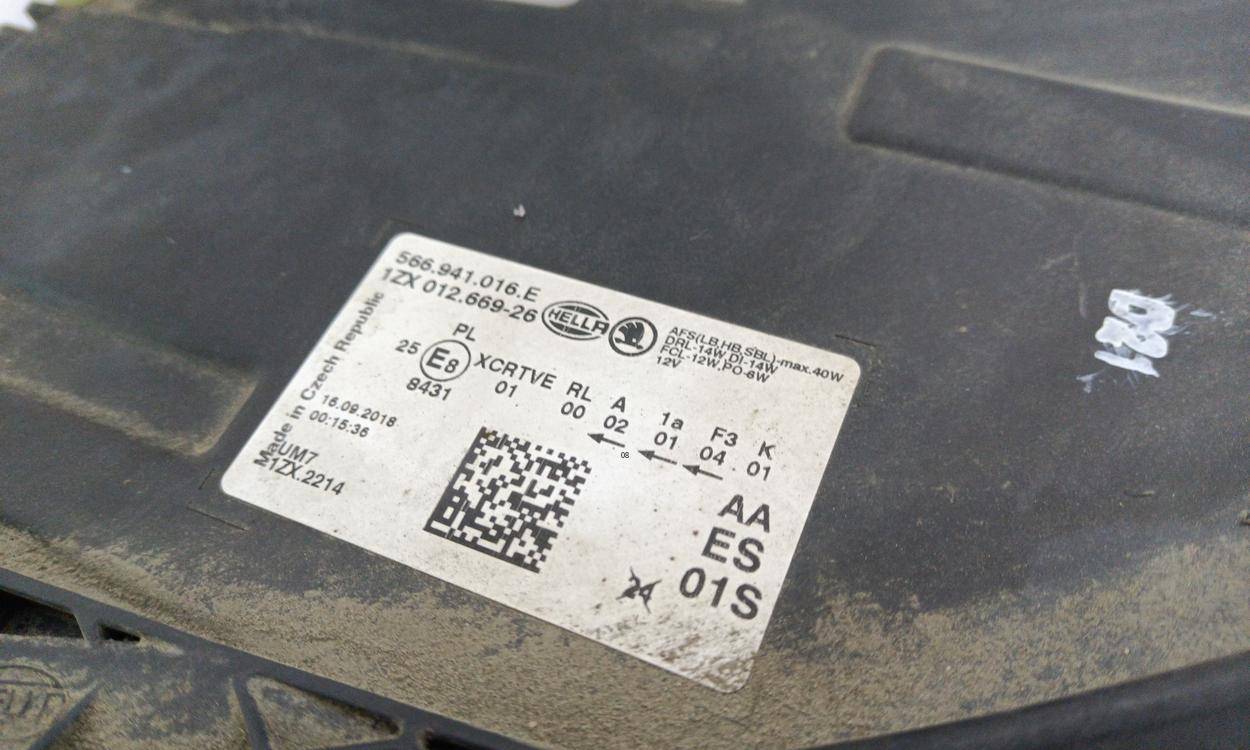 566.941.016.E
1ZX 012.669-26
HELLA
AFS(LB,HB,SBL)-max.40W
DRL-14W,DI-14W
FCL-12W,PO-8W
12V
PL
25 E8 XCRTVE RL A 1a F3 K
8431 01 00 02 01 04 01
08
16.09.2018
00:15:36
Made in Czech Republic
UM7
1ZX.2214
AA
ES
01S
24